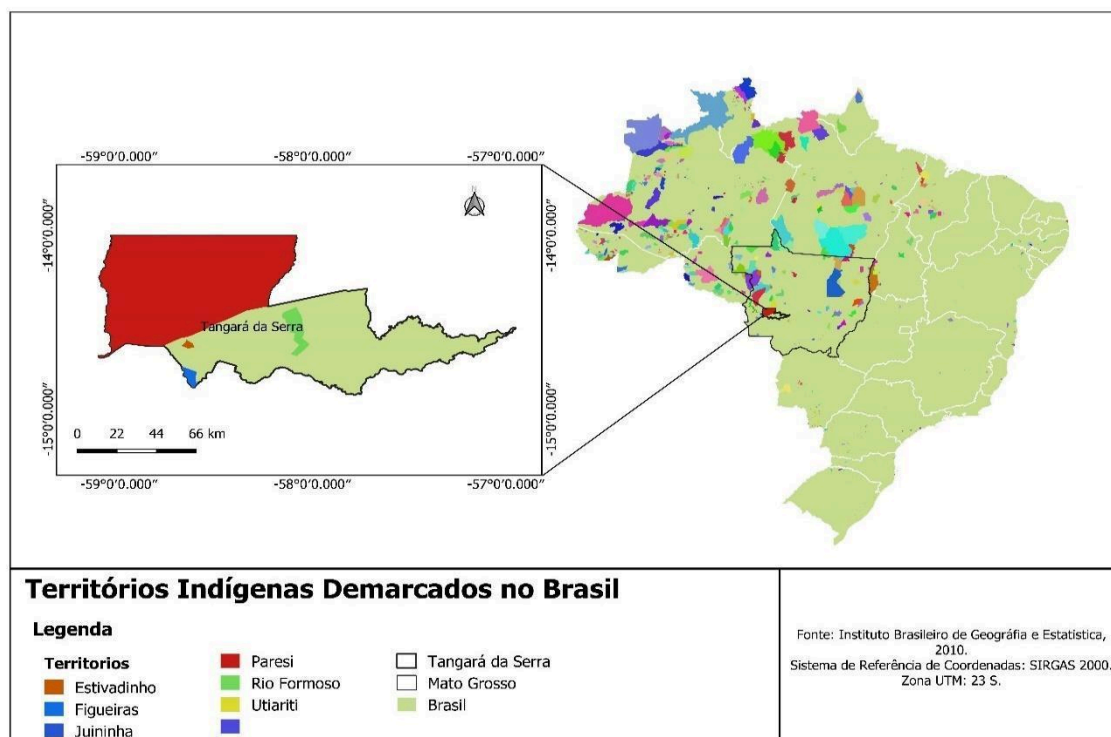 -59°0'0.000"
-58°0'0.000"
-57°0'0.000"
N
-14°0'0.000"
-14°0'0.000"
Tangará da Serra
-15°0'0.000"
-15°0'0.000"
0 22 44 66 km
-59°0'0.000"
-58°0'0.000"
-57°0'0.000"
Territórios Indígenas Demarcados no Brasil
Legenda
Territorios
Estivadinho
Figueiras
Juininha
Paresi
Rio Formoso
Utiariti
Tangará da Serra
Mato Grosso
Brasil
Fonte: Instituto Brasileiro de Geográfia e Estatística,
2010.
Sistema de Referência de Coordenadas: SIRGAS 2000.
Zona UTM: 23 S.